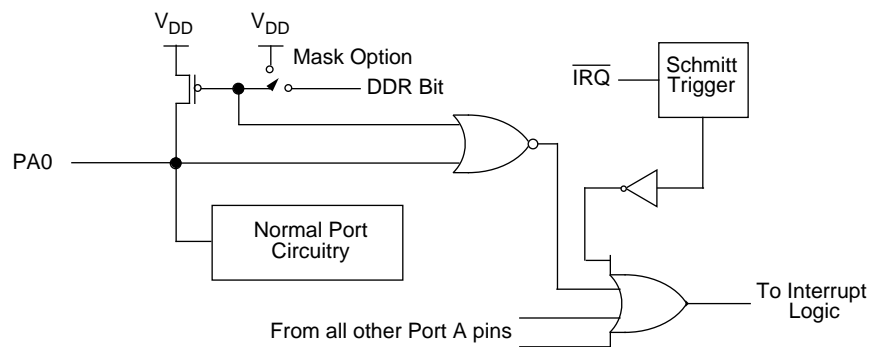 VDD
VDD
Mask Option
DDR Bit
IRQ
Schmitt
Trigger
PA0
Normal Port
Circuitry
From all other Port A pins
To Interrupt
Logic